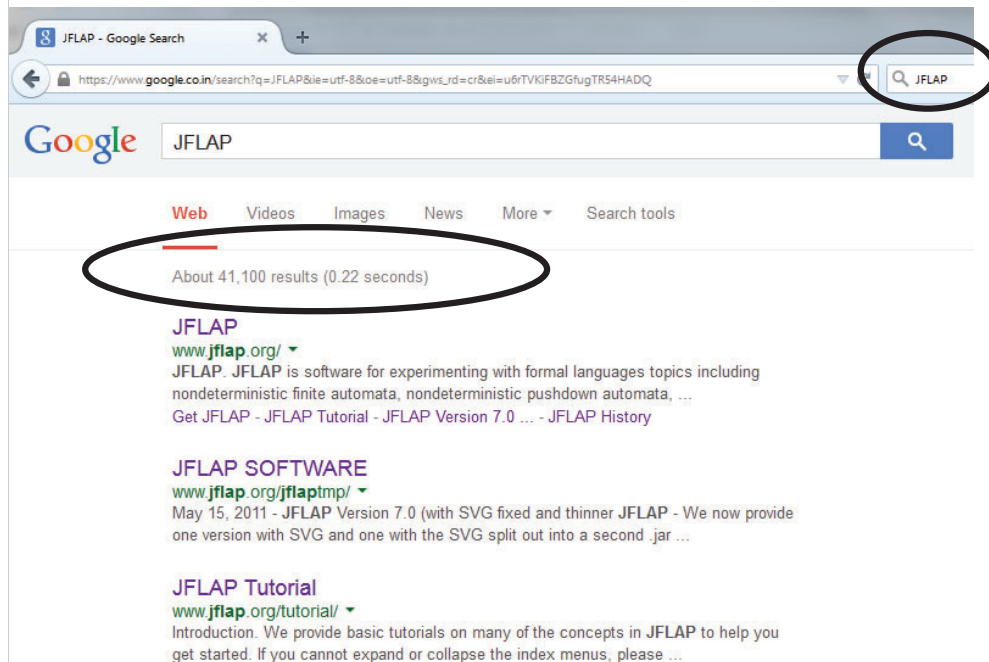 JFLAP - Google Search
https://www.google.co.in/search?q=JFLAP&ie=utf-8&oe=utf-8&gws_rd=cr&ei=u6rTVKiFBZGfugTR54HADQ
JFLAP
Google JFLAP
Web Videos Images News More Search tools
About 41,100 results (0.22 seconds)
JFLAP
www.jflap.org/
JFLAP. JFLAP is software for experimenting with formal languages topics including
nondeterministic finite automata, nondeterministic pushdown automata, ...
Get JFLAP - JFLAP Tutorial - JFLAP Version 7.0 ... - JFLAP History
JFLAP SOFTWARE
www.jflap.org/jflaptmp/
May 15, 2011 - JFLAP Version 7.0 (with SVG fixed and thinner JFLAP - We now provide
one version with SVG and one with the SVG split out into a second .jar ...
JFLAP Tutorial
www.jflap.org/tutorial/
Introduction. We provide basic tutorials on many of the concepts in JFLAP to help you
get started. If you cannot expand or collapse the index menus, please ...